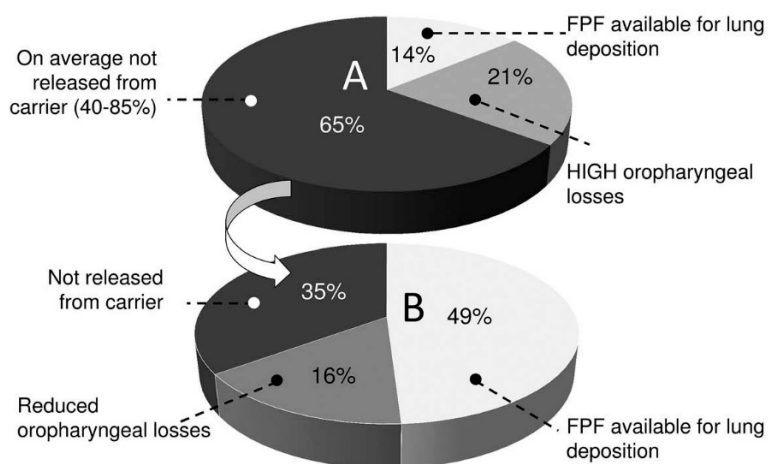 FPF available for lung
deposition
14%
On average not
released from
carrier (40-85%)
A
21%
65%
HIGH oropharyngeal
losses
Not released
from carrier
35%
B
49%
16%
Reduced
oropharyngeal losses
FPF available for lung
deposition